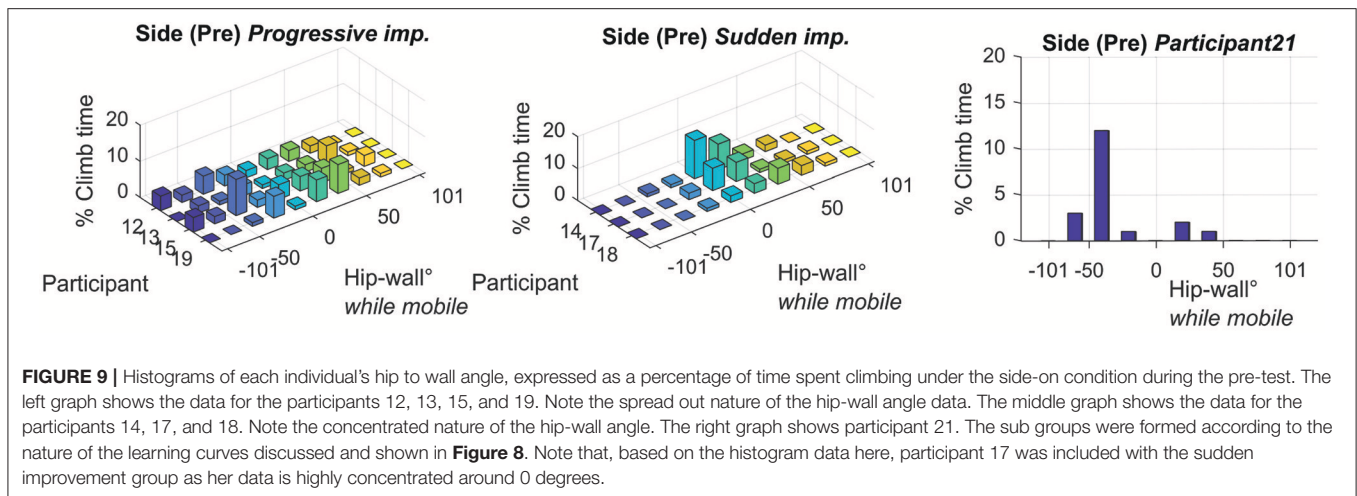 Side (Pre) Progressive imp.
% Climb time
20
10
0
12
13
15
19
Participant
-101
-50
0
50
101
Hip-wall°
while mobile
Side (Pre) Sudden imp.
% Climb time
20
10
0
14
17
18
Participant
-101
-50
0
50
101
Hip-wall°
while mobile
Side (Pre) Participant21
% Climb time
20
15
10
5
0
-101 -50 0 50 101
Hip-wall°
while mobile
FIGURE 9 | Histograms of each individual's hip to wall angle, expressed as a percentage of time spent climbing under the side-on condition during the pre-test. The
left graph shows the data for the participants 12, 13, 15, and 19. Note the spread out nature of the hip-wall angle data. The middle graph shows the data for the
participants 14, 17, and 18. Note the concentrated nature of the hip-wall angle. The right graph shows participant 21. The sub groups were formed according to the
nature of the learning curves discussed and shown in Figure 8. Note that, based on the histogram data here, participant 17 was included with the sudden
improvement group as her data is highly concentrated around 0 degrees.